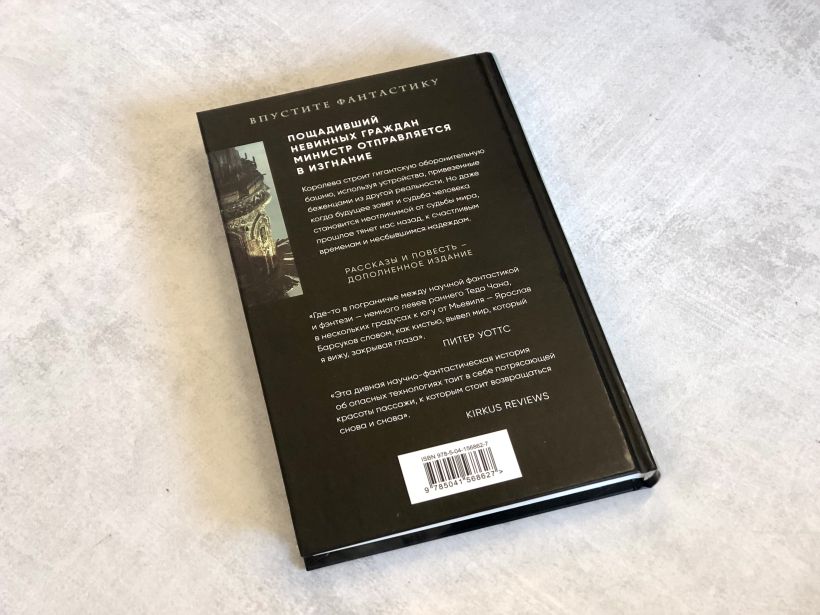 ВПУСТИТЕ ФАНТАСТИКУ
ПОЩАДИВШИЙ
НЕВИННЫХ ГРАЖДАН
МИНИСТР ОТПРАВЛЯЕТСЯ
В ИЗГНАНИЕ
Королева строит гигантскую оборонительную
башню, используя устройства, привезенные
беженцами из другой реальности. Но даже
когда будущее зовет и судьба человека
становится неотличимой от судьбы мира,
прошлое тянет нас назад, к счастливым
временам и несбывшимся надеждам.
РАССКАЗЫ И ПОВЕСТЬ —
ДОПОЛНЕННОЕ ИЗДАНИЕ
«Где-то в пограничье между научной фантастикой
и фэнтези — немного левее раннего Теда Чана,
в нескольких градусах к югу от Мьевиля — Ярослав
Барсуков словом, как кистью, вывел мир, который
я вижу, закрывая глаза».
ПИТЕР УОТТС
«Эта дивная научно-фантастическая история
об опасных технологиях таит в себе потрясающей
красоты пассажи, к которым стоит возвращаться
снова и снова».
KIRKUS REVIEWS
ISBN 978-5-04-156862-7
9 785041 568627 >